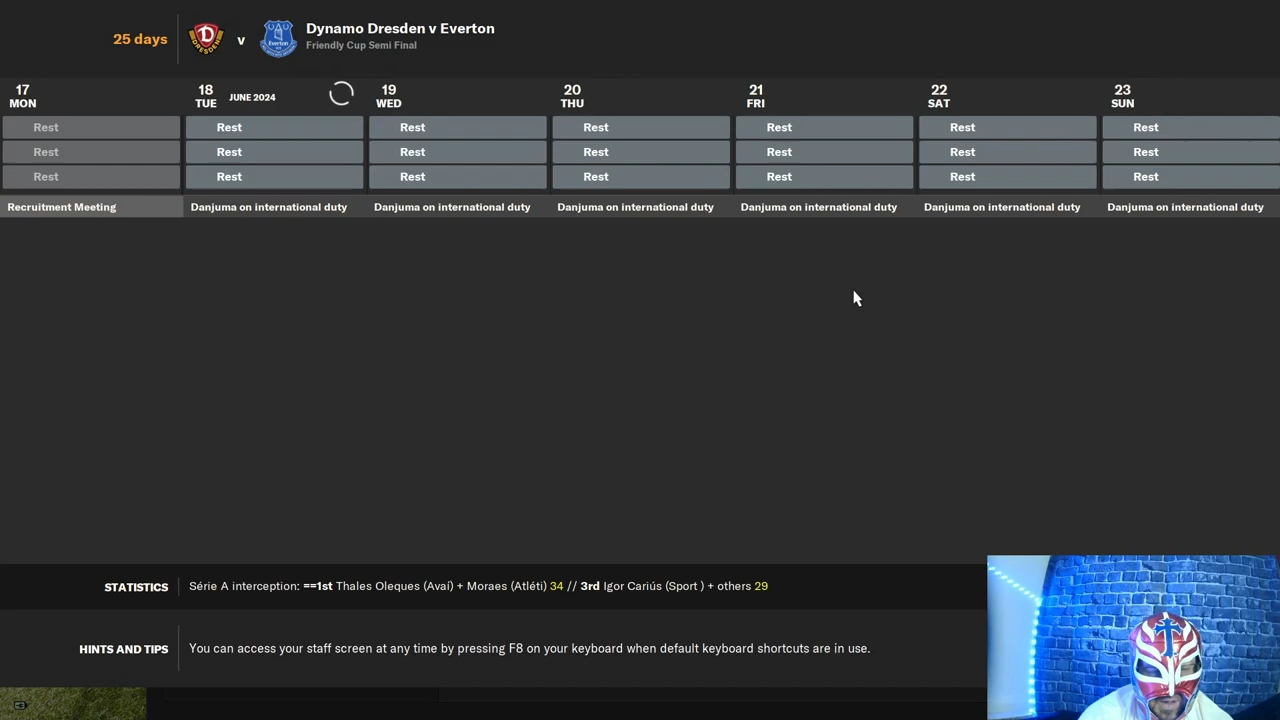 25 days
v
Dynamo Dresden v Everton
Friendly Cup Semi Final
17 MON
18 TUE JUNE 2024
19 WED
20 THU
21 FRI
22 SAT
23 SUN
Rest Rest Rest Rest Rest Rest Rest
Rest Rest Rest Rest Rest Rest Rest
Rest Rest Rest Rest Rest Rest Rest
Recruitment Meeting Danjuma on international duty Danjuma on international duty Danjuma on international duty Danjuma on international duty Danjuma on international duty Danjuma on international duty
STATISTICS Série A interception: ==1st Thales Oleques (Avaí) + Moraes (Atléti) 34 // 3rd Igor Cariús (Sport ) + others 29
HINTS AND TIPS You can access your staff screen at any time by pressing F8 on your keyboard when default keyboard shortcuts are in use.